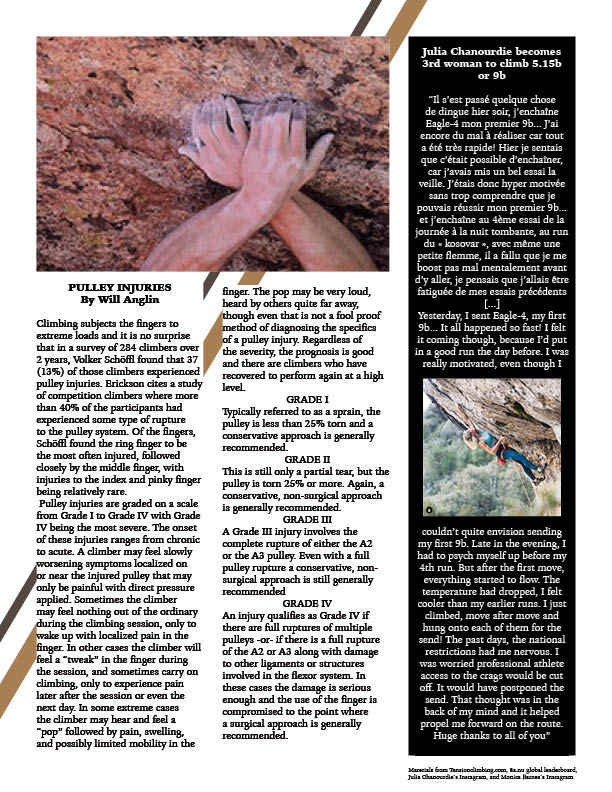 PULLEY INJURIES
By Will Anglin
Climbing subjects the fingers to
extreme loads and it is no surprise
that in a survey of 284 climbers over
2 years, Volker Schöffl found that 37
(13%) of those climbers experienced
pulley injuries. Erickson cites a study
of competition climbers where more
than 40% of the participants had
experienced some type of rupture
to the pulley system. Of the fingers,
Schöffl found the ring finger to be
the most often injured, followed
closely by the middle finger, with
injuries to the index and pinky finger
being relatively rare.
Pulley injuries are graded on a scale
from Grade I to Grade IV with Grade
IV being the most severe. The onset
of these injuries ranges from chronic
to acute. A climber may feel slowly
worsening symptoms localized on
or near the injured pulley that may
only be painful with direct pressure
applied. Sometimes the climber
may feel nothing out of the ordinary
during the climbing session, only to
wake up with localized pain in the
finger. In other cases the climber will
feel a “tweak” in the finger during
the session, and sometimes carry on
climbing, only to experience pain
later after the session or even the
next day. In some extreme cases
the climber may hear and feel a
“pop” followed by pain, swelling,
and possibly limited mobility in the
finger. The pop may be very loud,
heard by others quite far away,
though even that is not a fool proof
method of diagnosing the specifics
of a pulley injury. Regardless of
the severity, the prognosis is good
and there are climbers who have
recovered to perform again at a high
level.
GRADE I
Typically referred to as a sprain, the
pulley is less than 25% torn and a
conservative approach is generally
recommended.
GRADE II
This is still only a partial tear, but the
pulley is torn 25% or more. Again, a
conservative, non-surgical approach
is generally recommended.
GRADE III
A Grade III injury involves the
complete rupture of either the A2
or the A3 pulley. Even with a full
pulley rupture a conservative, non-
surgical approach is still generally
recommended
GRADE IV
An injury qualifies as Grade IV if
there are full ruptures of multiple
pulleys -or- if there is a full rupture
of the A2 or A3 along with damage
to other ligaments or structures
involved in the flexor system. In
these cases the damage is serious
enough and the use of the finger is
compromised to the point where
a surgical approach is generally
recommended.
Julia Chanourdie becomes
3rd woman to climb 5.15b
or 9b
“Il s’est passé quelque chose
de dingue hier soir, j’enchaîne
Eagle-4 mon premier 9b... J’ai
encore du mal à réaliser car tout
a été très rapide! Hier je sentais
que c’était possible d’enchaîner,
car j’avais mis un bel essai la
veille. J’étais donc hyper motivée
sans trop comprendre que je
pouvais réussir mon premier 9b...
et j’enchaîne au 4ème essai de la
journée à la nuit tombante, au run
du « kosovar », avec même une
petite flemme, il a fallu que je me
boost pas mal mentalement avant
d’y aller, je pensais que j’allais être
fatiguée de mes essais précédents
[...]
Yesterday, I sent Eagle-4, my first
9b... It all happened so fast! I felt
it coming though, because I’d put
in a good run the day before. I was
really motivated, even though I
couldn’t quite envision sending
my first 9b. Late in the evening, I
had to psych myself up before my
4th run. But after the first move,
everything started to flow. The
temperature had dropped, I felt
cooler than my earlier runs. I just
climbed, move after move and
hung onto each of them for the
send! The past days, the national
restrictions had me nervous. I
was worried professional athlete
access to the crags would be cut
off. It would have postponed the
send. That thought was in the
back of my mind and it helped
propel me forward on the route.
Huge thanks to all of you”
Materials from Tensionclimbing.com, 8a.nu global leaderboard,
Julia Chanourdie’s Instagram, and Monica Barnes’s Instagram